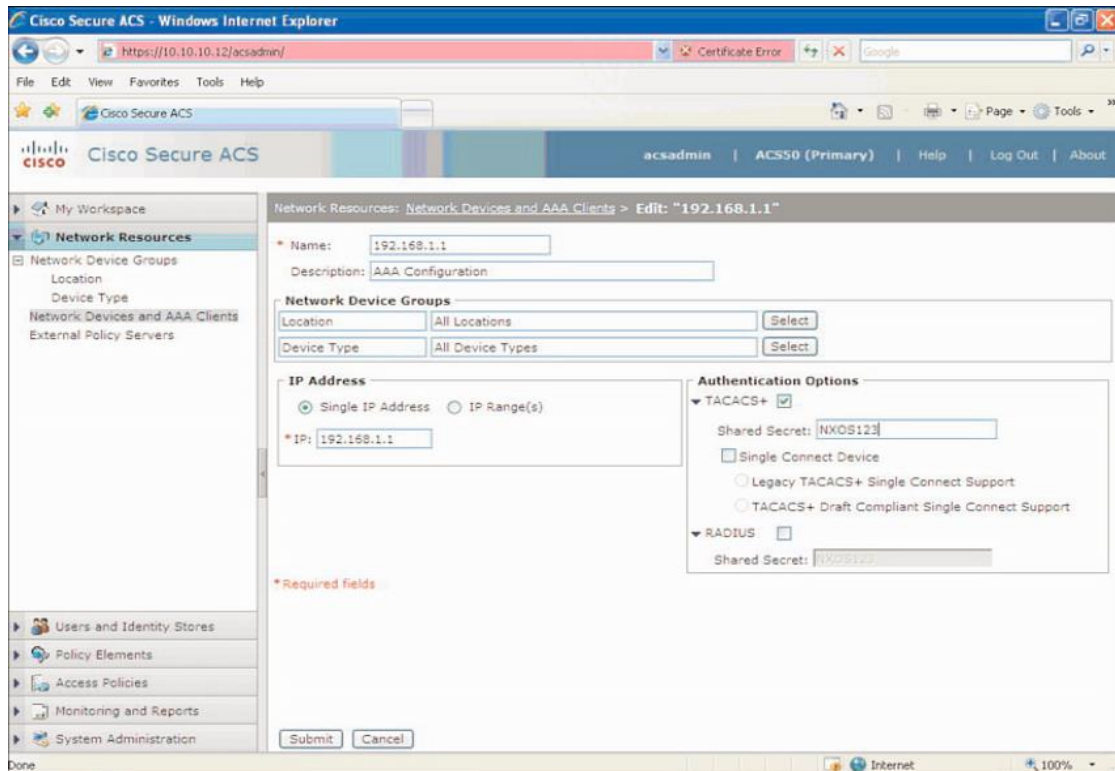 Cisco Secure ACS - Windows Internet Explorer
https://10.10.10.12/acsadmin/
Certificate Error
Google
File Edit View Favorites Tools Help
Cisco Secure ACS
Page Tools
CISCO
Cisco Secure ACS
acsadmin | ACS50 (Primary) | Help | Log Out | About
My Workspace
Network Resources
Network Device Groups
Location
Device Type
Network Devices and AAA Clients
External Policy Servers
Users and Identity Stores
Policy Elements
Access Policies
Monitoring and Reports
System Administration
Network Resources: Network Devices and AAA Clients > Edit: "192.168.1.1"
* Name: 192.168.1.1
Description: AAA Configuration
Network Device Groups
Location All Locations Select
Device Type All Device Types Select
IP Address
Single IP Address IP Range(s)
* IP: 192.168.1.1
Authentication Options
TACACS+
Shared Secret: NXOS123
Single Connect Device
Legacy TACACS+ Single Connect Support
TACACS+ Draft Compliant Single Connect Support
RADIUS
Shared Secret: NXOS123
* Required fields
Submit Cancel
Done
Internet
100%